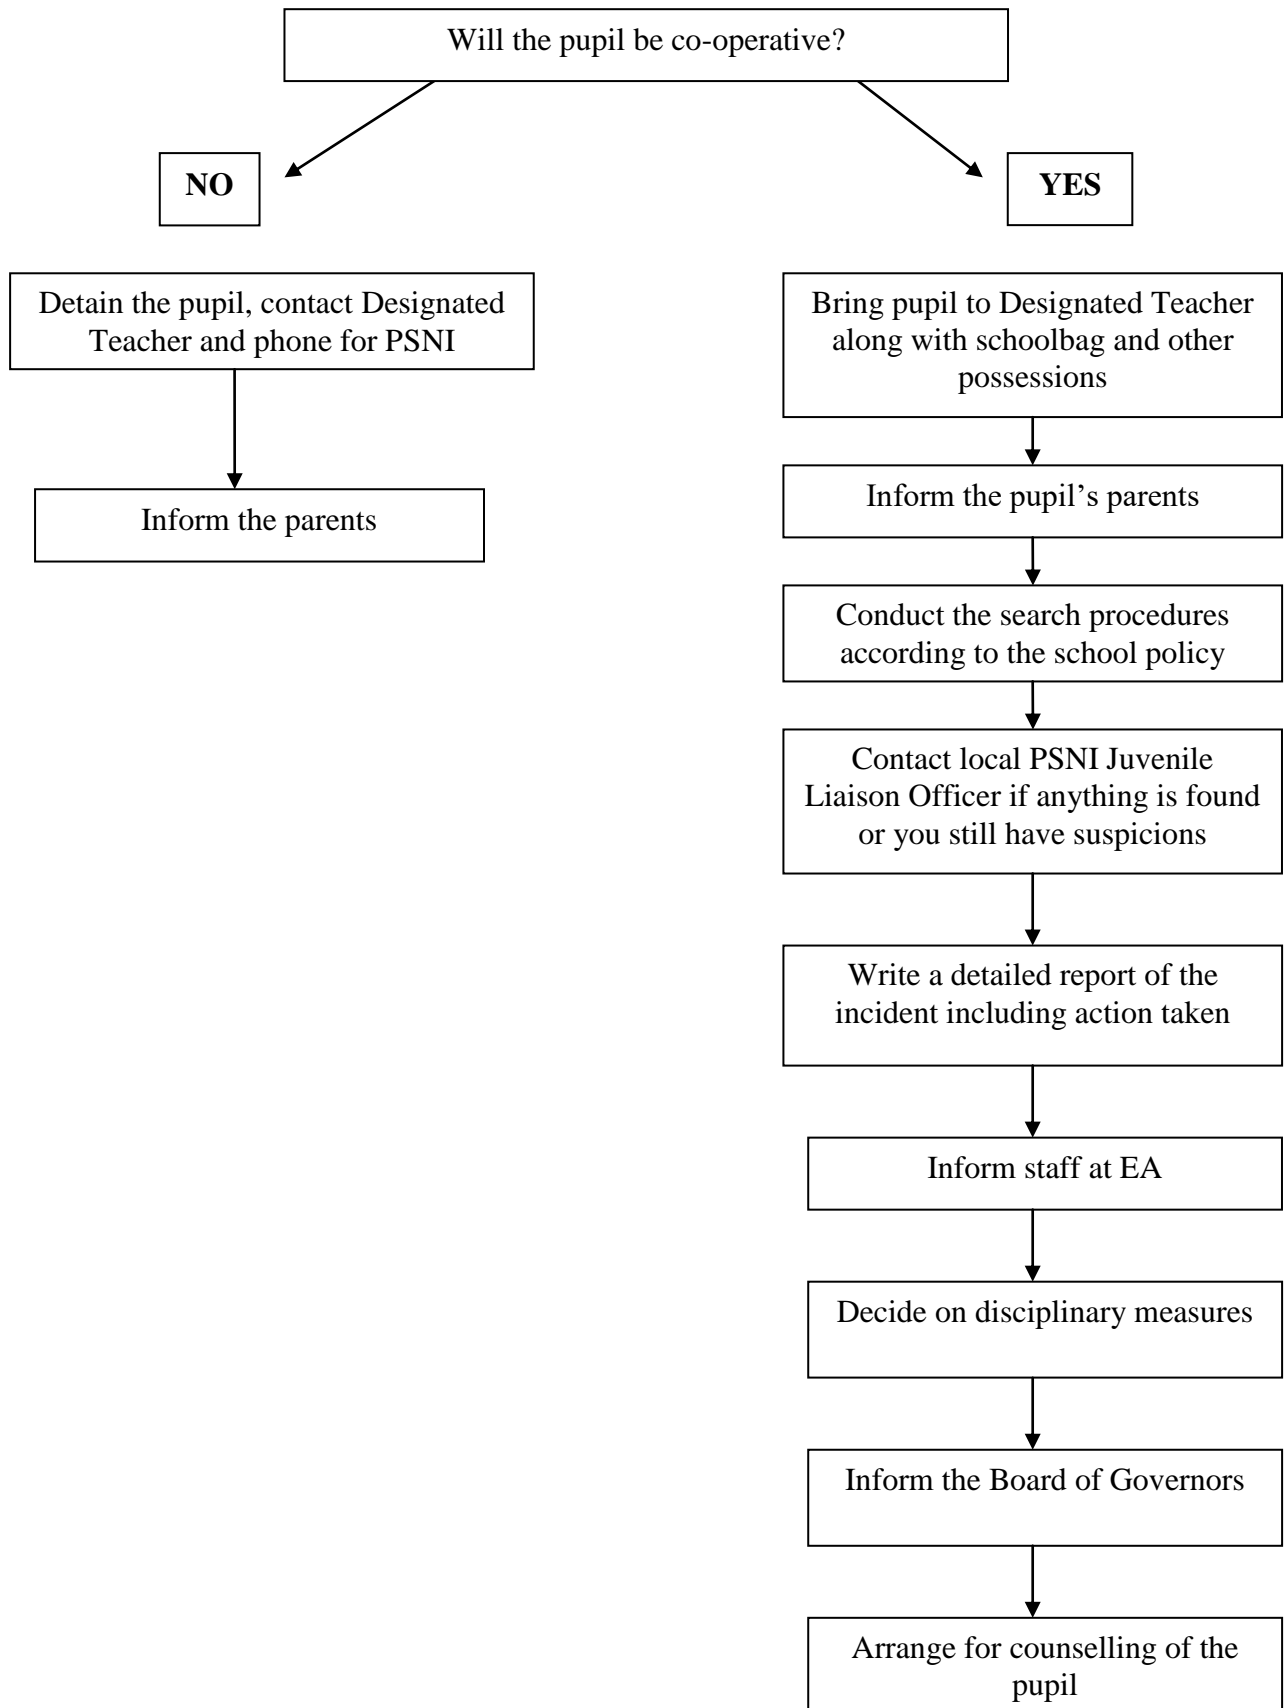 Will the pupil be co-operative?
NO
YES
Detain the pupil, contact Designated
Teacher and phone for PSNI
Inform the parents
Bring pupil to Designated Teacher
along with schoolbag and other
possessions
Inform the pupil’s parents
Conduct the search procedures
according to the school policy
Contact local PSNI Juvenile
Liaison Officer if anything is found
or you still have suspicions
Write a detailed report of the
incident including action taken
Inform staff at EA
Decide on disciplinary measures
Inform the Board of Governors
Arrange for counselling of the
pupil